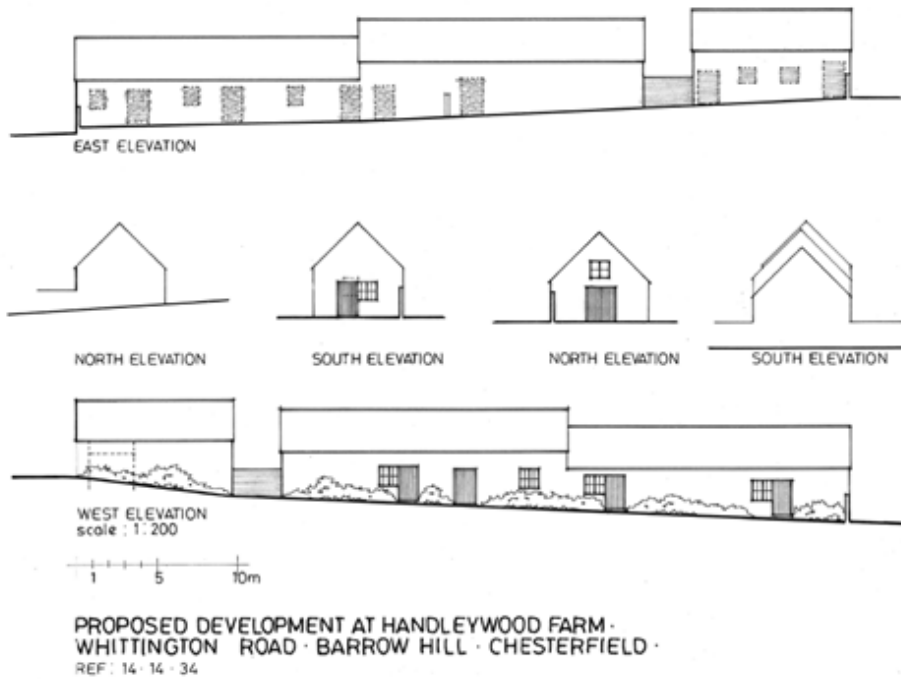 EAST ELEVATION
NORTH ELEVATION
SOUTH ELEVATION
NORTH ELEVATION
SOUTH ELEVATION
WEST ELEVATION
scale : 1:200
1 5 10m
PROPOSED DEVELOPMENT AT HANDLEYWOOD FARM ·
WHITTINGTON ROAD · BARROW HILL · CHESTERFIELD ·
REF: 14 · 14 · 34